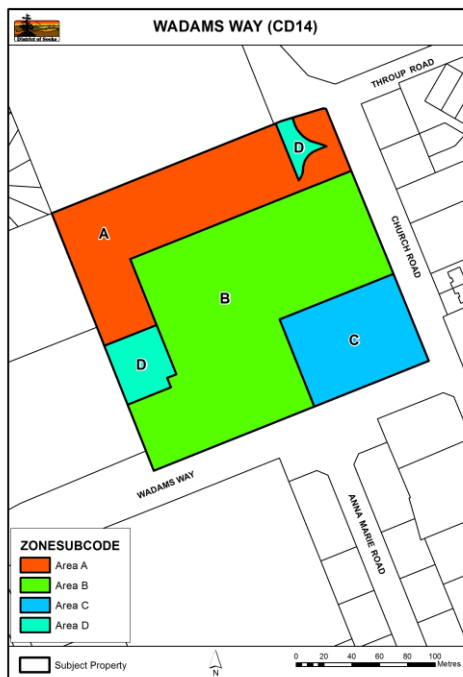 District of Sooke
WADAMS WAY (CD14)
THROUP ROAD
D
A
CHURCH ROAD
B
C
D
WADAMS WAY
ANNA MARIE ROAD
ZONESUBCODE
Area A
Area B
Area C
Area D
Subject Property
N
0 20 40 60 80 100
Metres